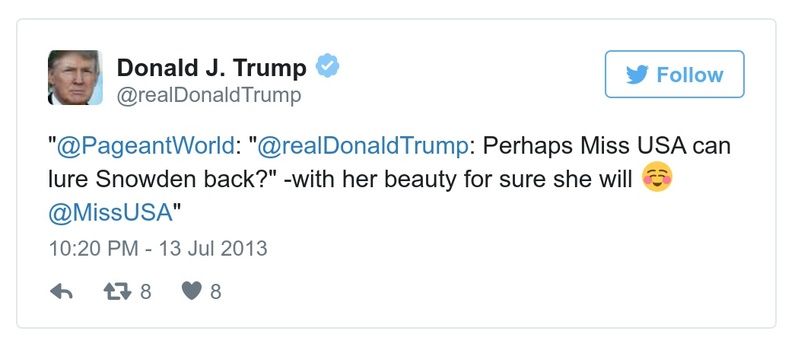 Donald J. Trump
@realDonaldTrump
Follow
"@PageantWorld: "@realDonaldTrump: Perhaps Miss USA can
lure Snowden back?" -with her beauty for sure she will ☺️
@MissUSA"
10:20 PM - 13 Jul 2013
8
8